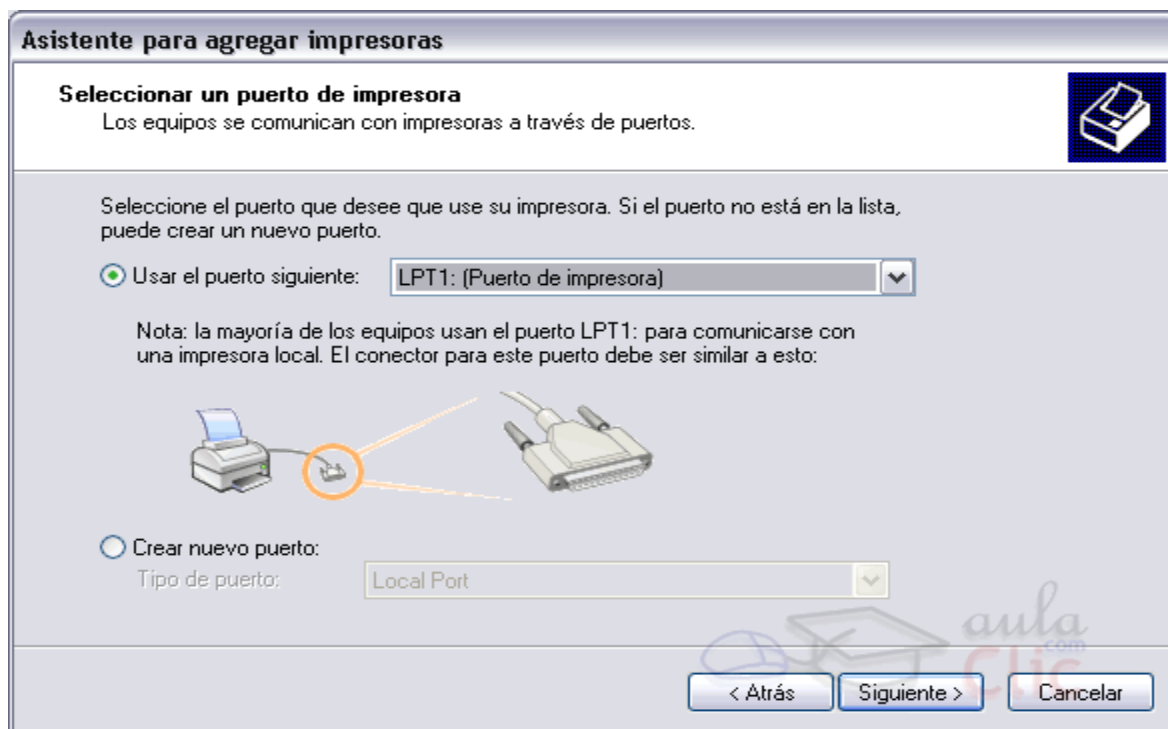 Asistente para agregar impresoras
Seleccionar un puerto de impresora
Los equipos se comunican con impresoras a través de puertos.
Seleccione el puerto que desee que use su impresora. Si el puerto no está en la lista,
puede crear un nuevo puerto.
Usar el puerto siguiente: LPT1: (Puerto de impresora)
Nota: la mayoría de los equipos usan el puerto LPT1: para comunicarse con
una impresora local. El conector para este puerto debe ser similar a esto:
Crear nuevo puerto:
Tipo de puerto: Local Port
aula
com
Clic
< Atrás Siguiente > Cancelar